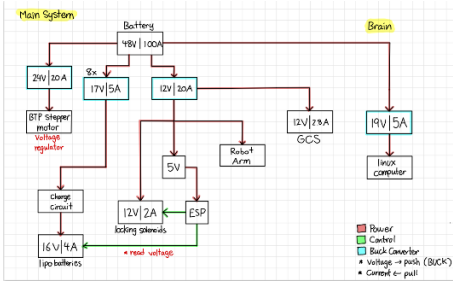 Main System
Battery
Brain
48V|100A
8x
24V|20A
17V|5A
12V|20A
BTP Stepper
motor
Voltage
regulator
12V|23A
GCS
19V|5A
Robot
Arm
5V
linux
computer
Charge
circuit
12V|2A
ESP
locking solenoids
16V|4A
lipo batteries
* read voltage
Power
Control
Buck Converter
* Voltage → push (BUCK)
* Current ← pull